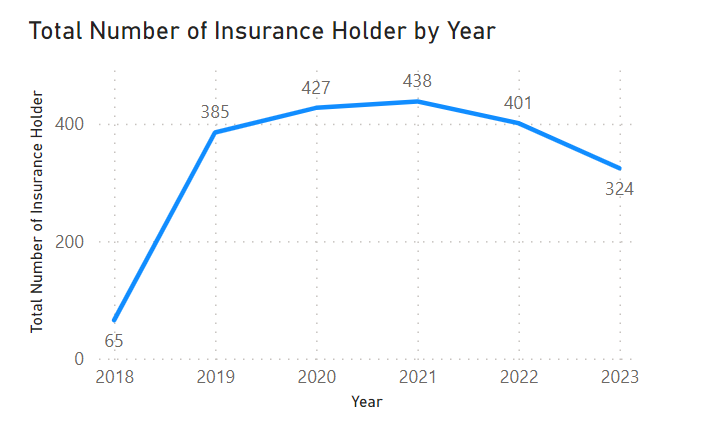 Total Number of Insurance Holder by Year
Total Number of Insurance Holder
400
200
0
65
385
427
438
401
324
2018 2019 2020 2021 2022 2023
Year